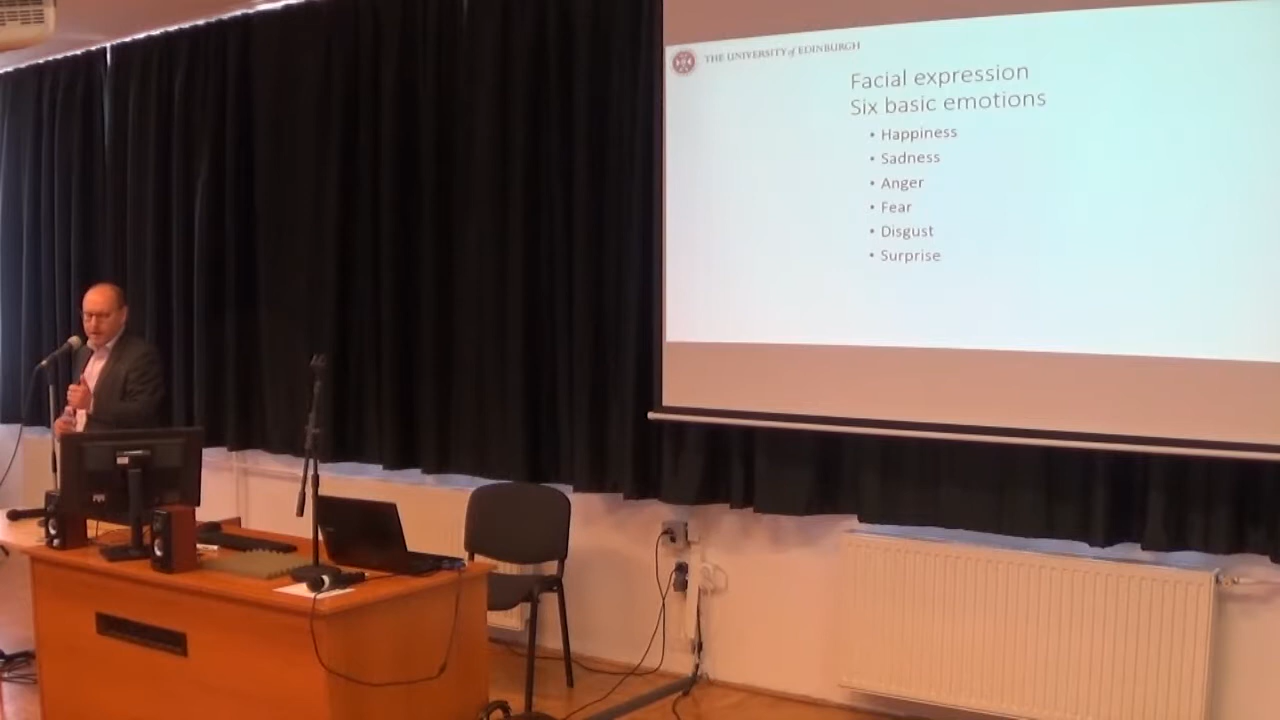 THE UNIVERSITY of EDINBURGH
Facial expression
Six basic emotions
• Happiness
• Sadness
• Anger
• Fear
• Disgust
• Surprise